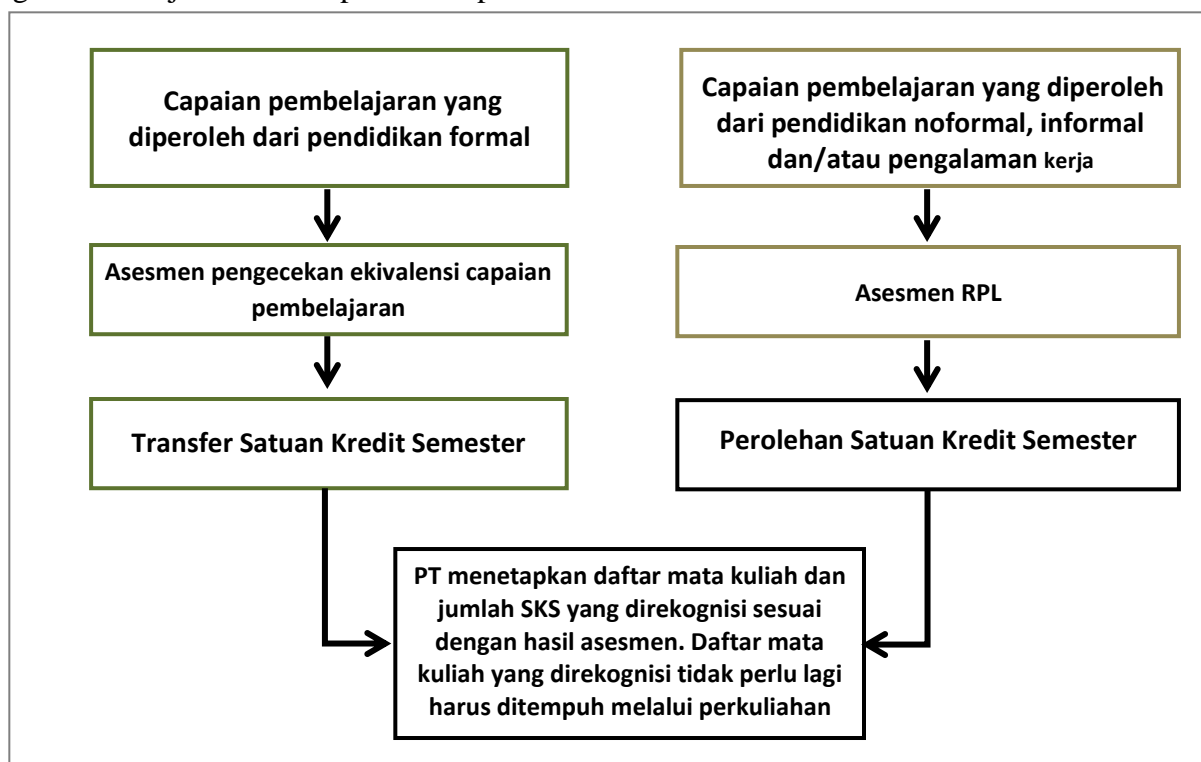 Capaian pembelajaran yang
diperoleh dari pendidikan formal
Asesmen pengecekan ekivalensi capaian
pembelajaran
Transfer Satuan Kredit Semester
Capaian pembelajaran yang diperoleh
dari pendidikan noformal, informal
dan/atau pengalaman kerja
Asesmen RPL
Perolehan Satuan Kredit Semester
PT menetapkan daftar mata kuliah dan
jumlah SKS yang direkognisi sesuai
dengan hasil asesmen. Daftar mata
kuliah yang direkognisi tidak perlu lagi
harus ditempuh melalui perkuliahan